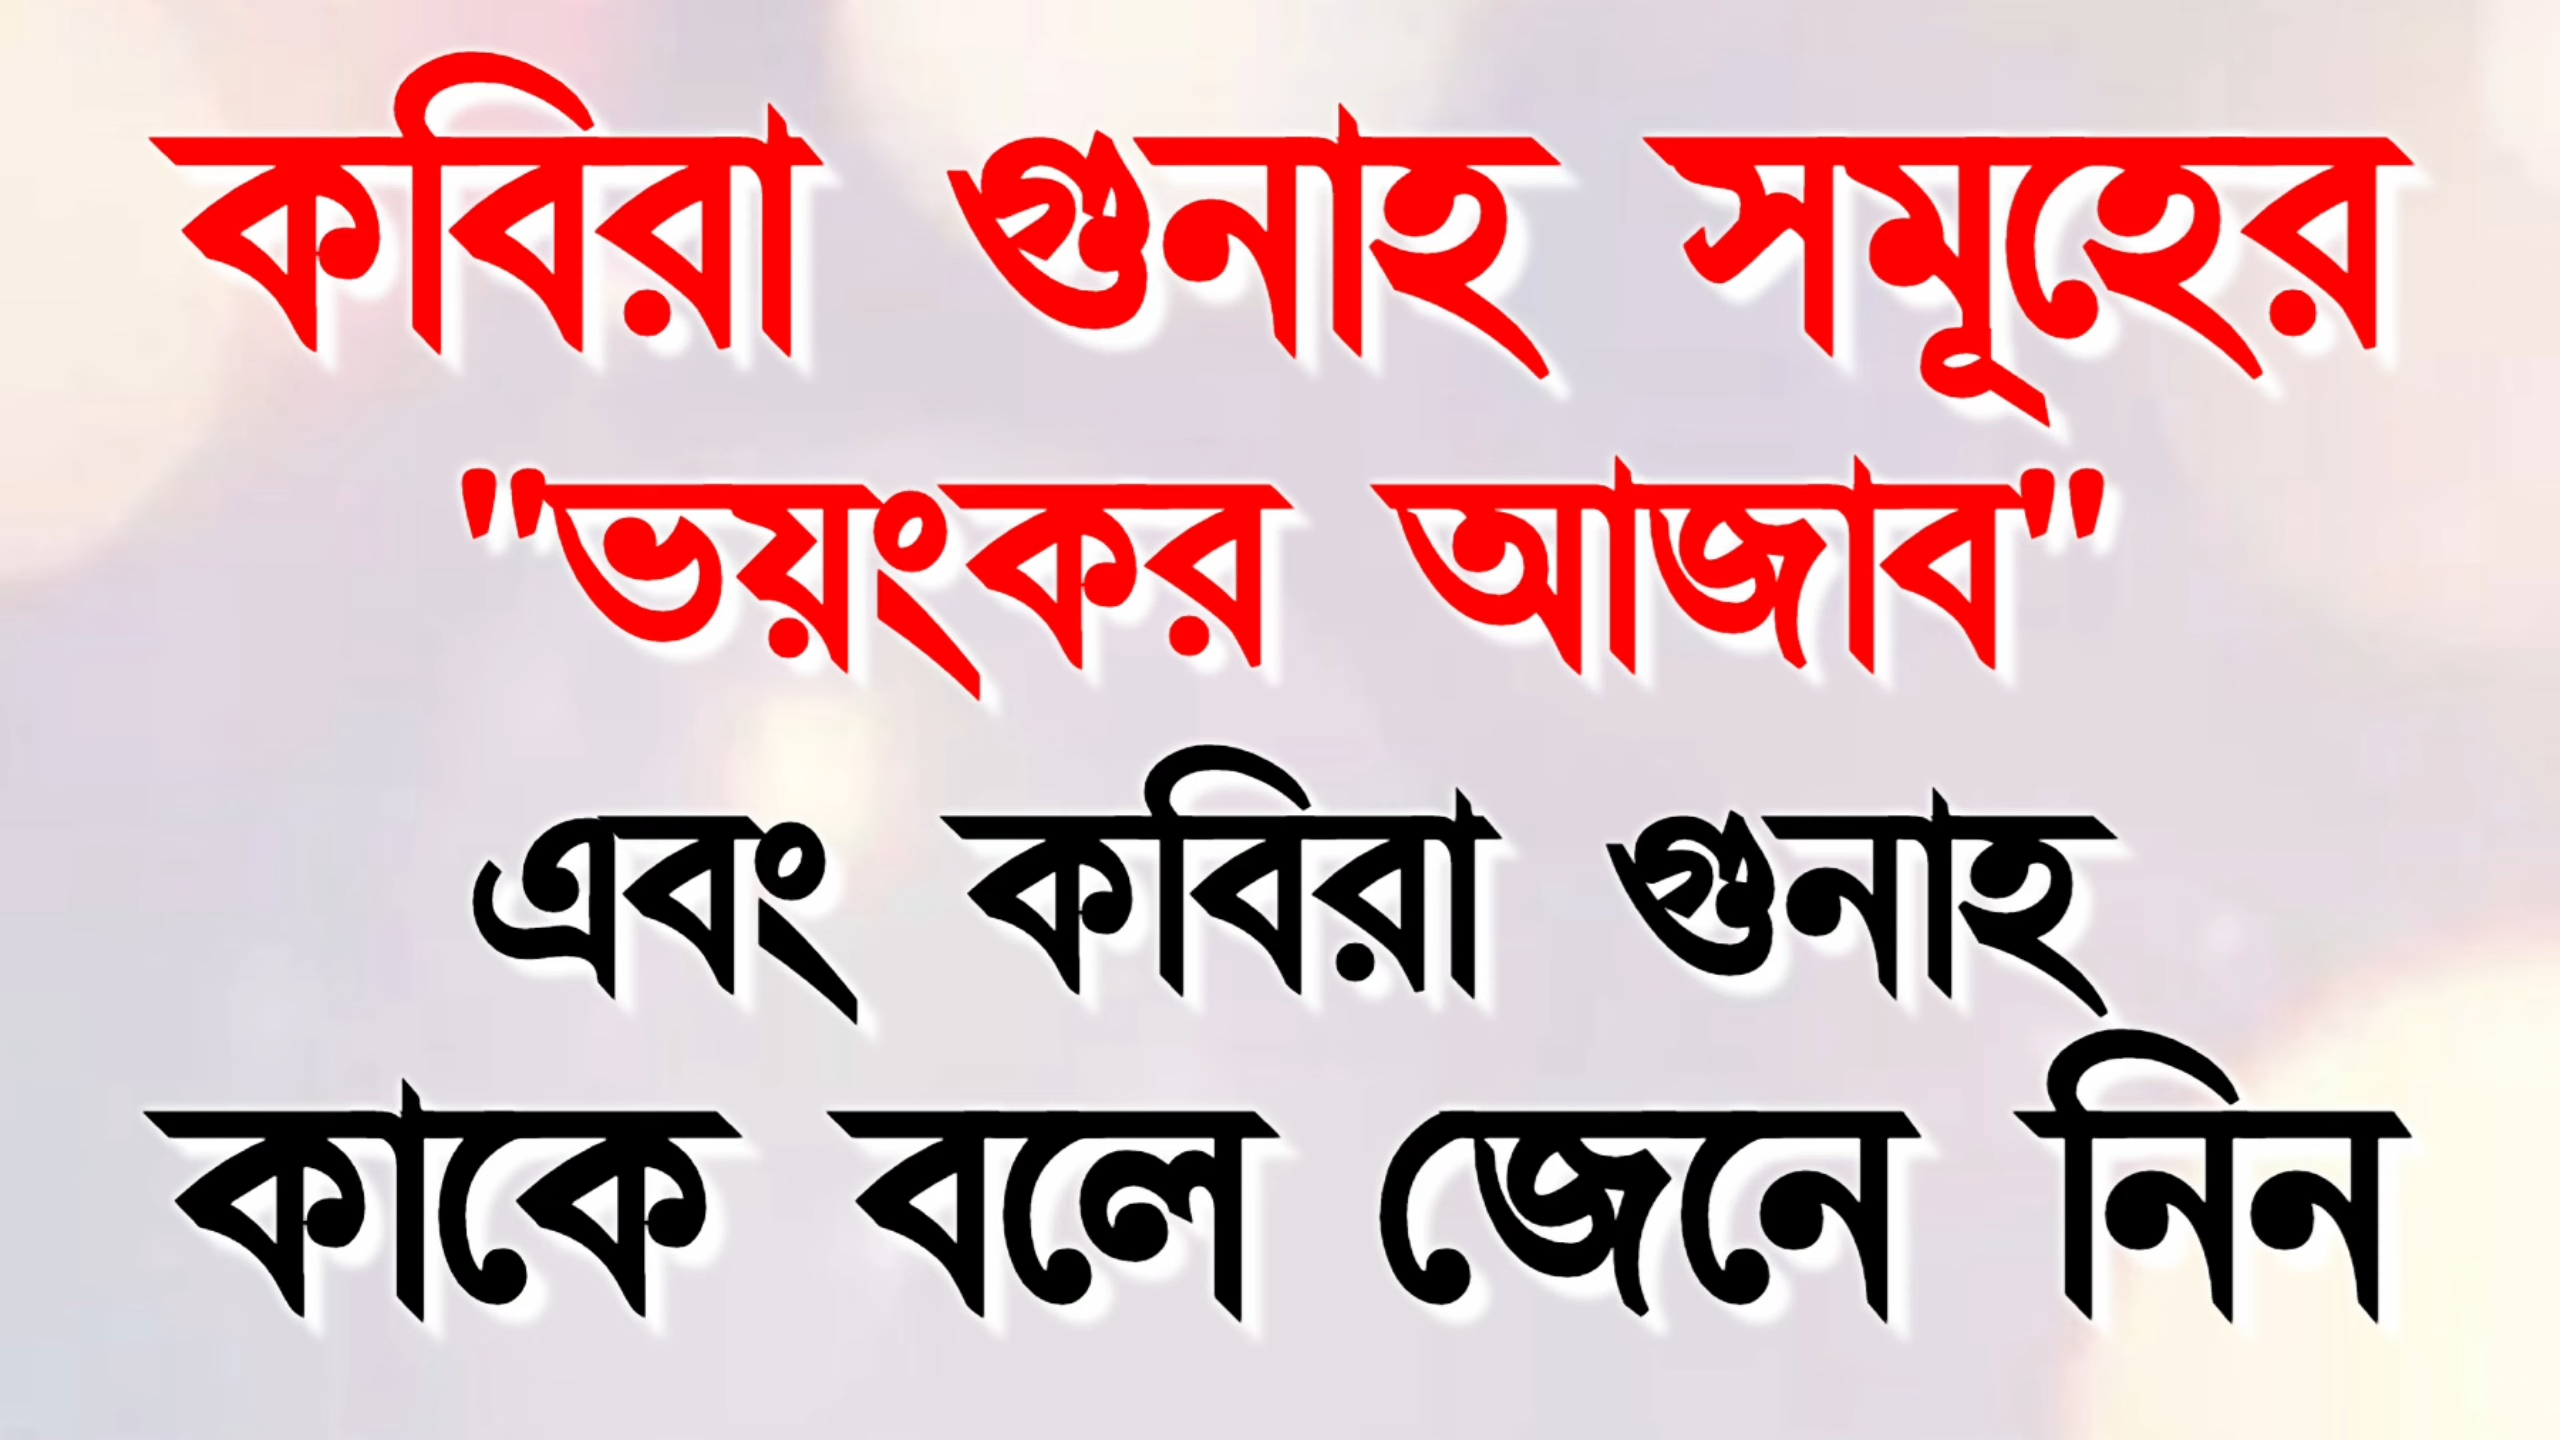 কবিরা গুনাহ সমূহের
"ভয়ংকর আজাব"
এবং কবিরা গুনাহ
কাকে বলে জেনে নিন